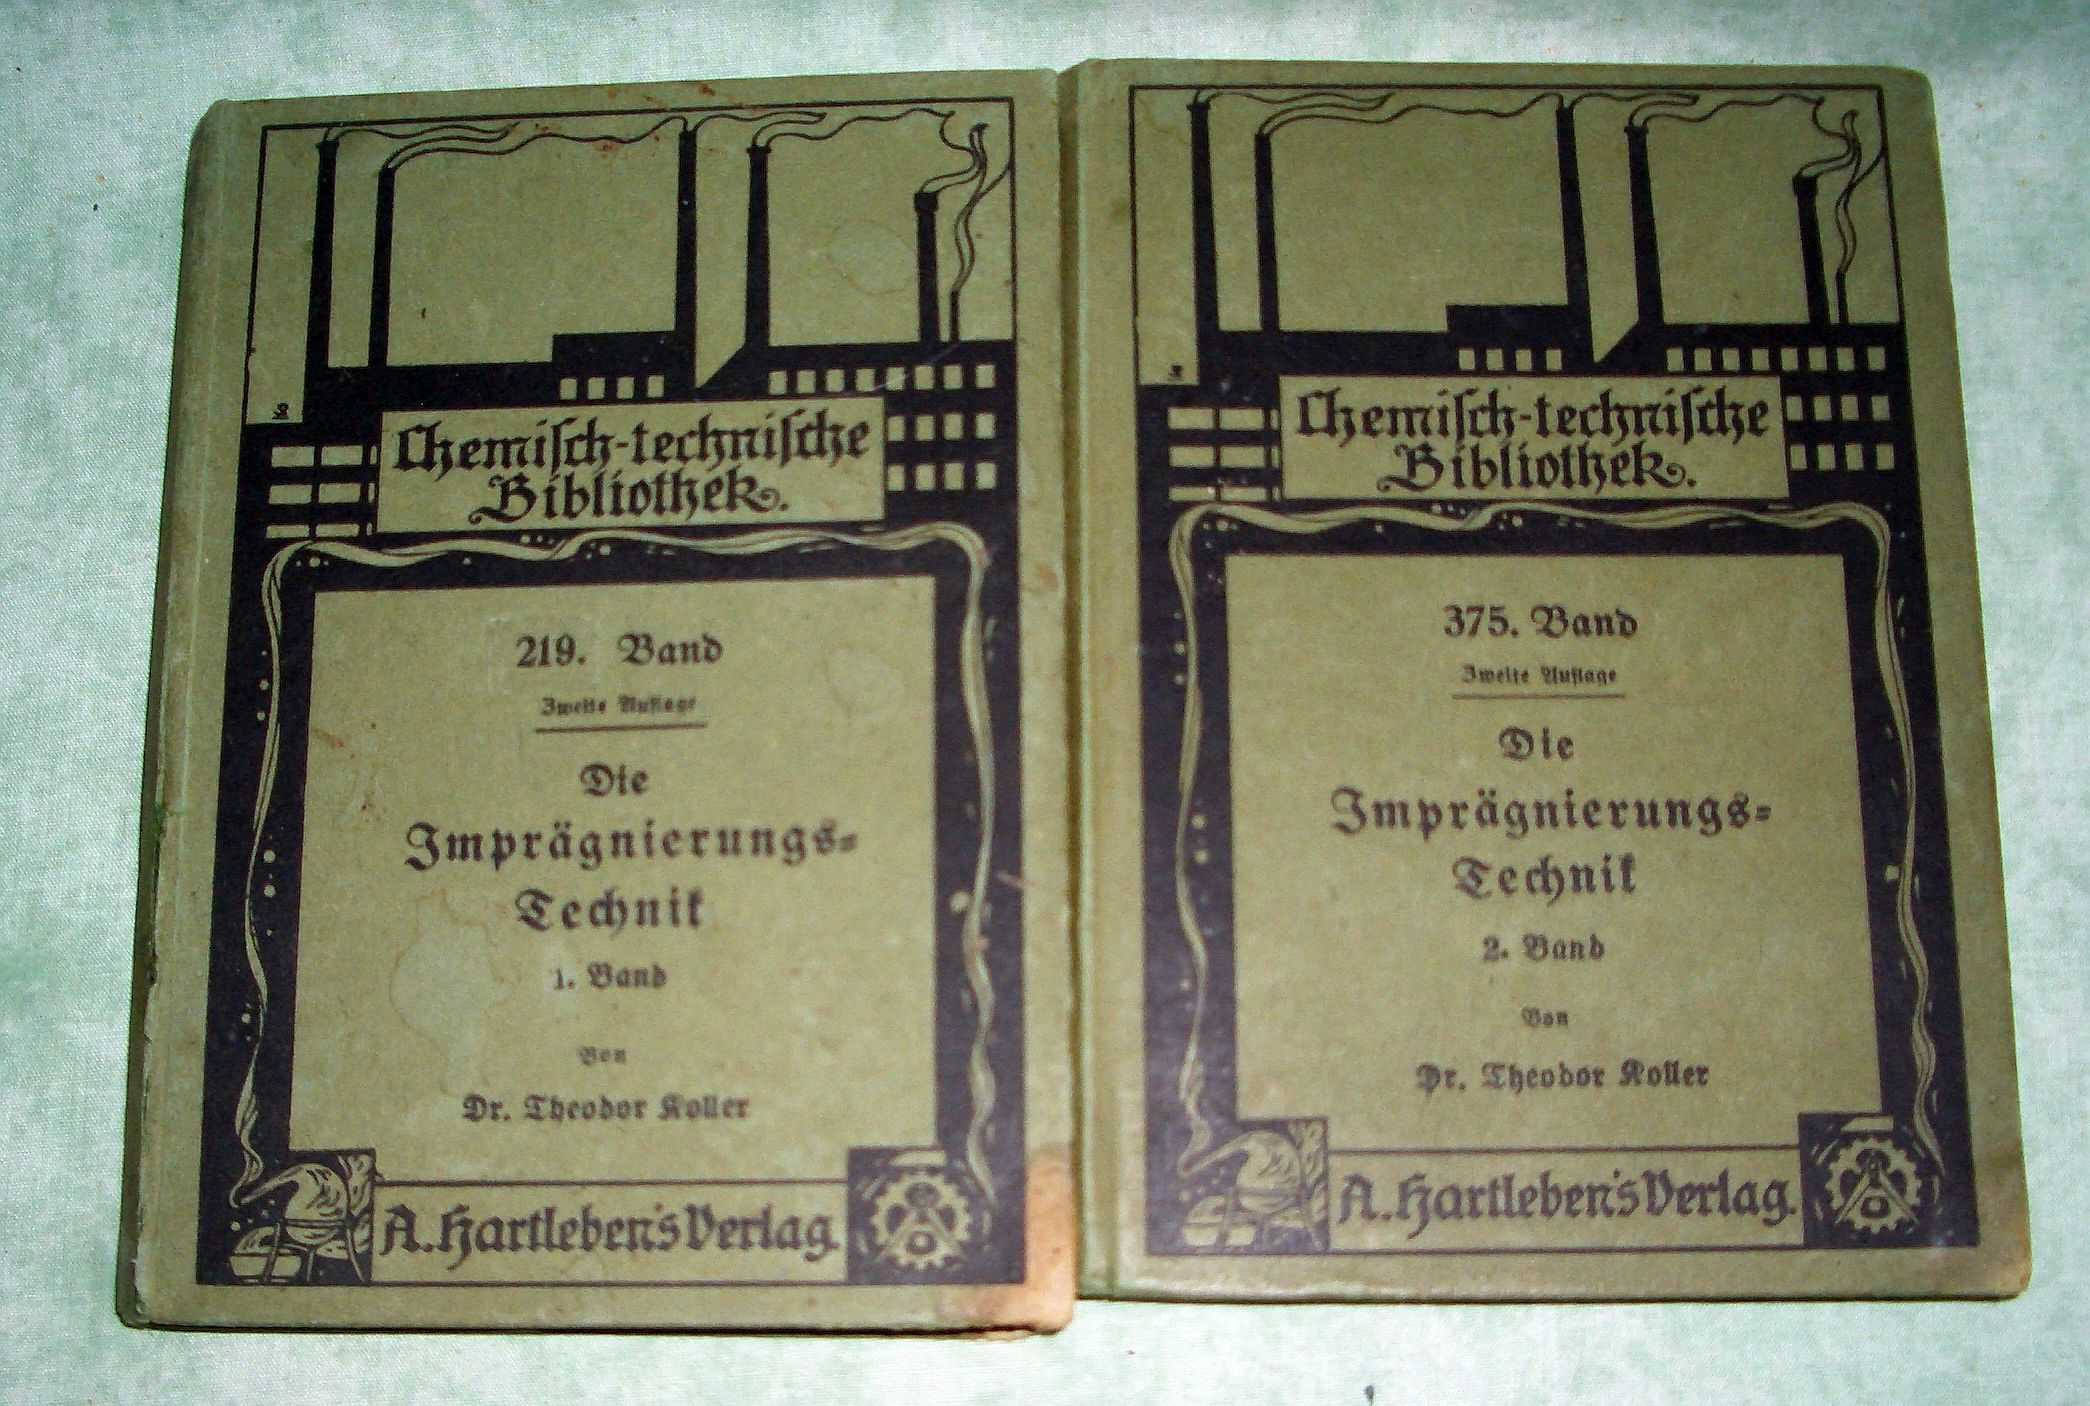 Chemisch-technische
Bibliothek.
219. Band
Zweite Auflage
Die
Imprägnierungs=
Technik
1. Band
Von
Dr. Theodor Koller
A. Hartleben's Verlag.
Chemisch-technische
Bibliothek.
375. Band
Zweite Auflage
Die
Imprägnierungs=
Technik
2. Band
Von
Dr. Theodor Koller
A. Hartleben's Verlag.